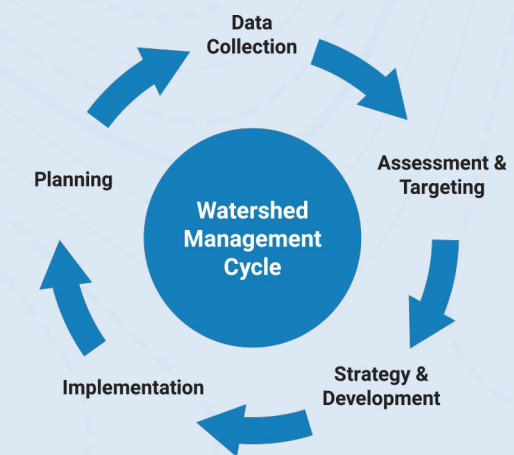 Data
Collection
Assessment &
Targeting
Planning
Watershed
Management
Cycle
Implementation
Strategy &
Development